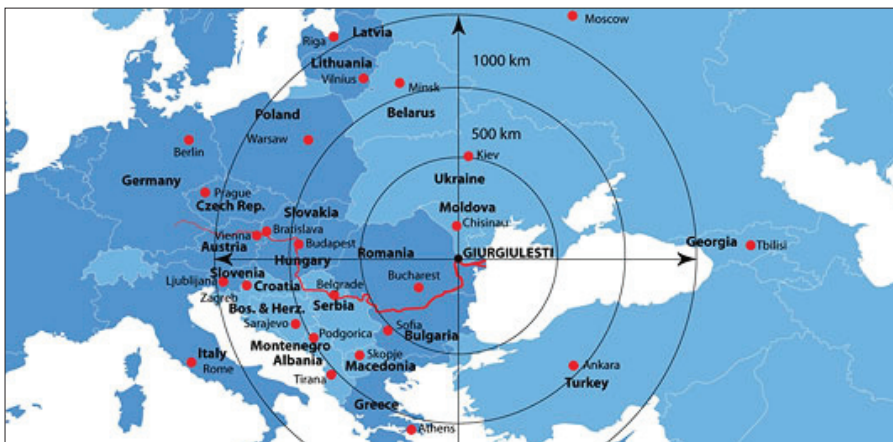 Moscow
Latvia
Riga
1000 km
Lithuania
Vilnius
Minsk
Poland
Belarus
500 km
Warsaw
Berlin
Kiev
Germany
Ukraine
Prague
Czech Rep.
Slovakia
Moldova
Chisinau
Vienna
Bratislava
Austria
Budapest
Hungary
Romania
GIURGIULESTI
Georgia
Tbilisi
Slovenia
Ljubljana
Croatia
Zagreb
Belgrade
Bucharest
Serbia
Bos. & Herz.
Sarajevo
Podgorica
Sofia
Bulgaria
Montenegro
Albania
Skopje
Macedonia
Italy
Rome
Tirana
Ankara
Turkey
Greece
Athens